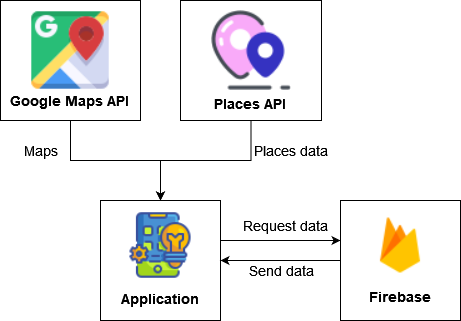 G
Google Maps API
Places API
Maps
Places data
Request data
Send data
Application
Firebase